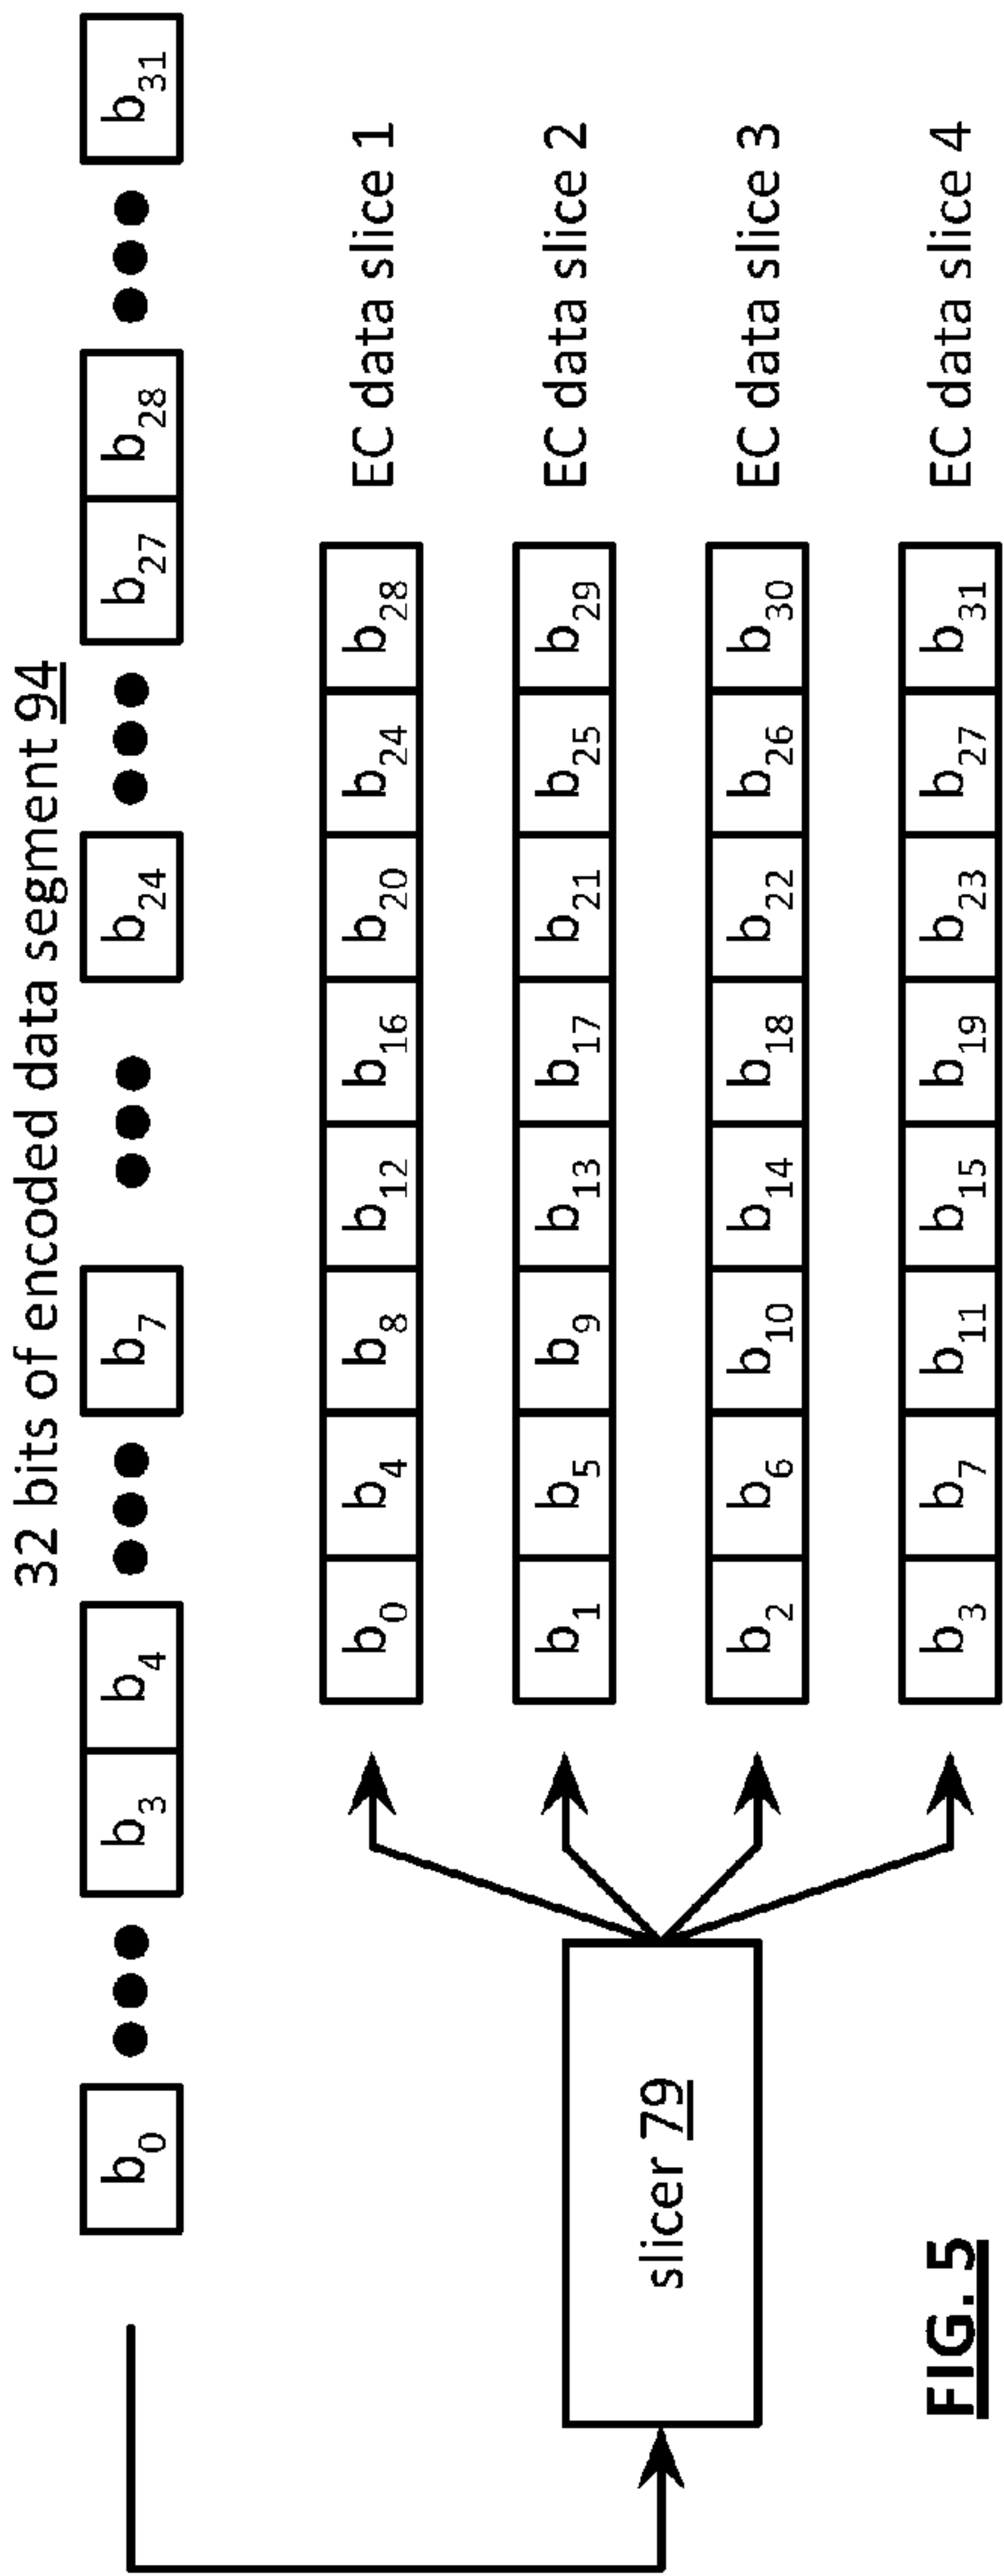 32 bits of encoded data segment 94
b0 ●●● b3 b4 ●●● b7 ●●● b24 ●●● b27 b28 ●●● b31
b0 b4 b8 b12 b16 b20 b24 b28 EC data slice 1
b1 b5 b9 b13 b17 b21 b25 b29 EC data slice 2
slicer 79
b2 b6 b10 b14 b18 b22 b26 b30 EC data slice 3
b3 b7 b11 b15 b19 b23 b27 b31 EC data slice 4
FIG. 5